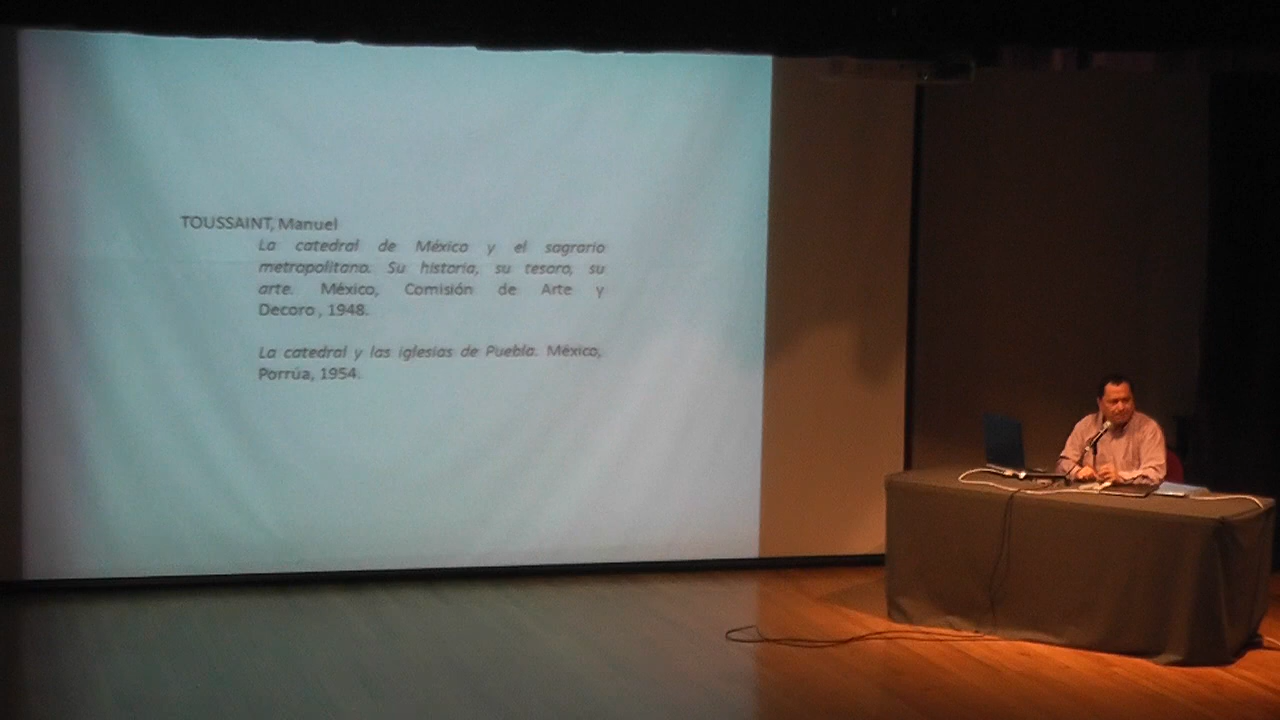 TOUSSAINT, Manuel
La catedral de México y el sagrario
metropolitano. Su historia, su tesoro, su
arte. México, Comisión de Arte y
Decoro , 1948.
La catedral y las iglesias de Puebla. México,
Porrúa, 1954.